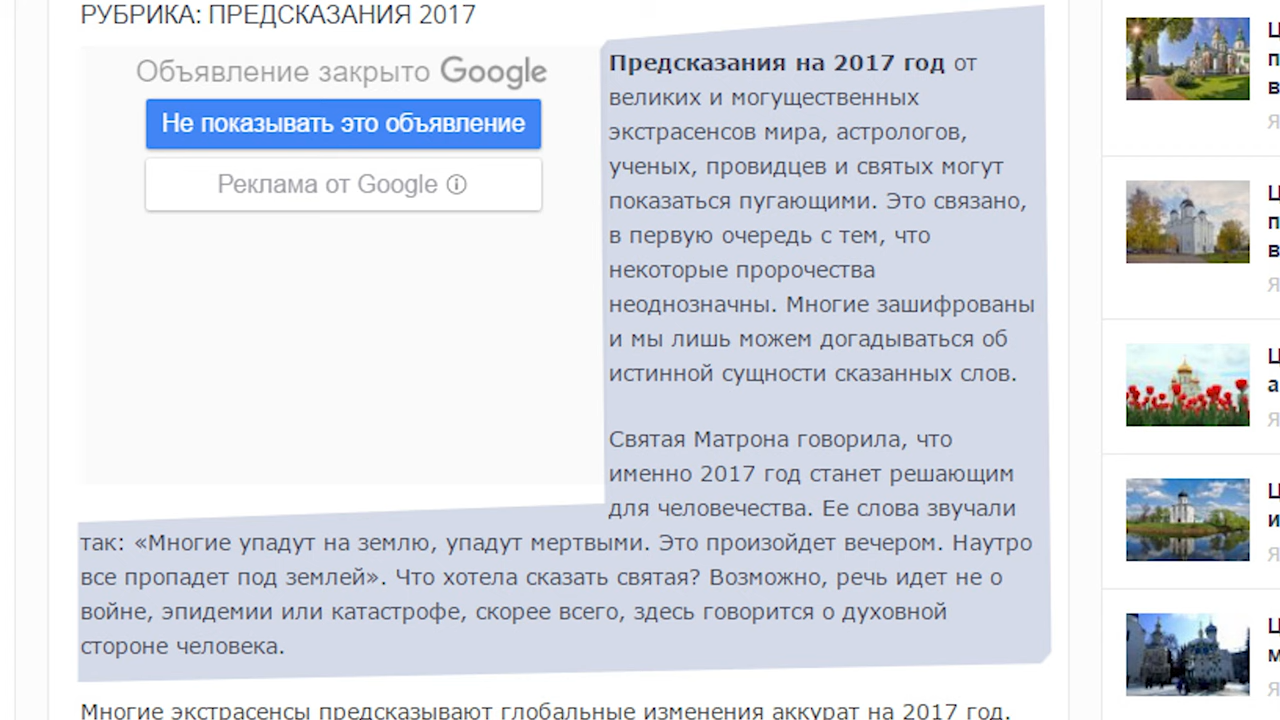 РУБРИКА: ПРЕДСКАЗАНИЯ 2017
Объявление закрыто Google
Не показывать это объявление
Реклама от Google
Предсказания на 2017 год от
великих и могущественных
экстрасенсов мира, астрологов,
ученых, провидцев и святых могут
показаться пугающими. Это связано,
в первую очередь с тем, что
некоторые пророчества
неоднозначны. Многие зашифрованы
и мы лишь можем догадываться об
истинной сущности сказанных слов.
Святая Матрона говорила, что
именно 2017 год станет решающим
для человечества. Ее слова звучали
так: «Многие упадут на землю, упадут мертвыми. Это произойдет вечером. Наутро
все пропадет под землей». Что хотела сказать святая? Возможно, речь идет не о
войне, эпидемии или катастрофе, скорее всего, здесь говорится о духовной
стороне человека.
Многие экстрасенсы предсказывают глобальные изменения аккурат на 2017 год.